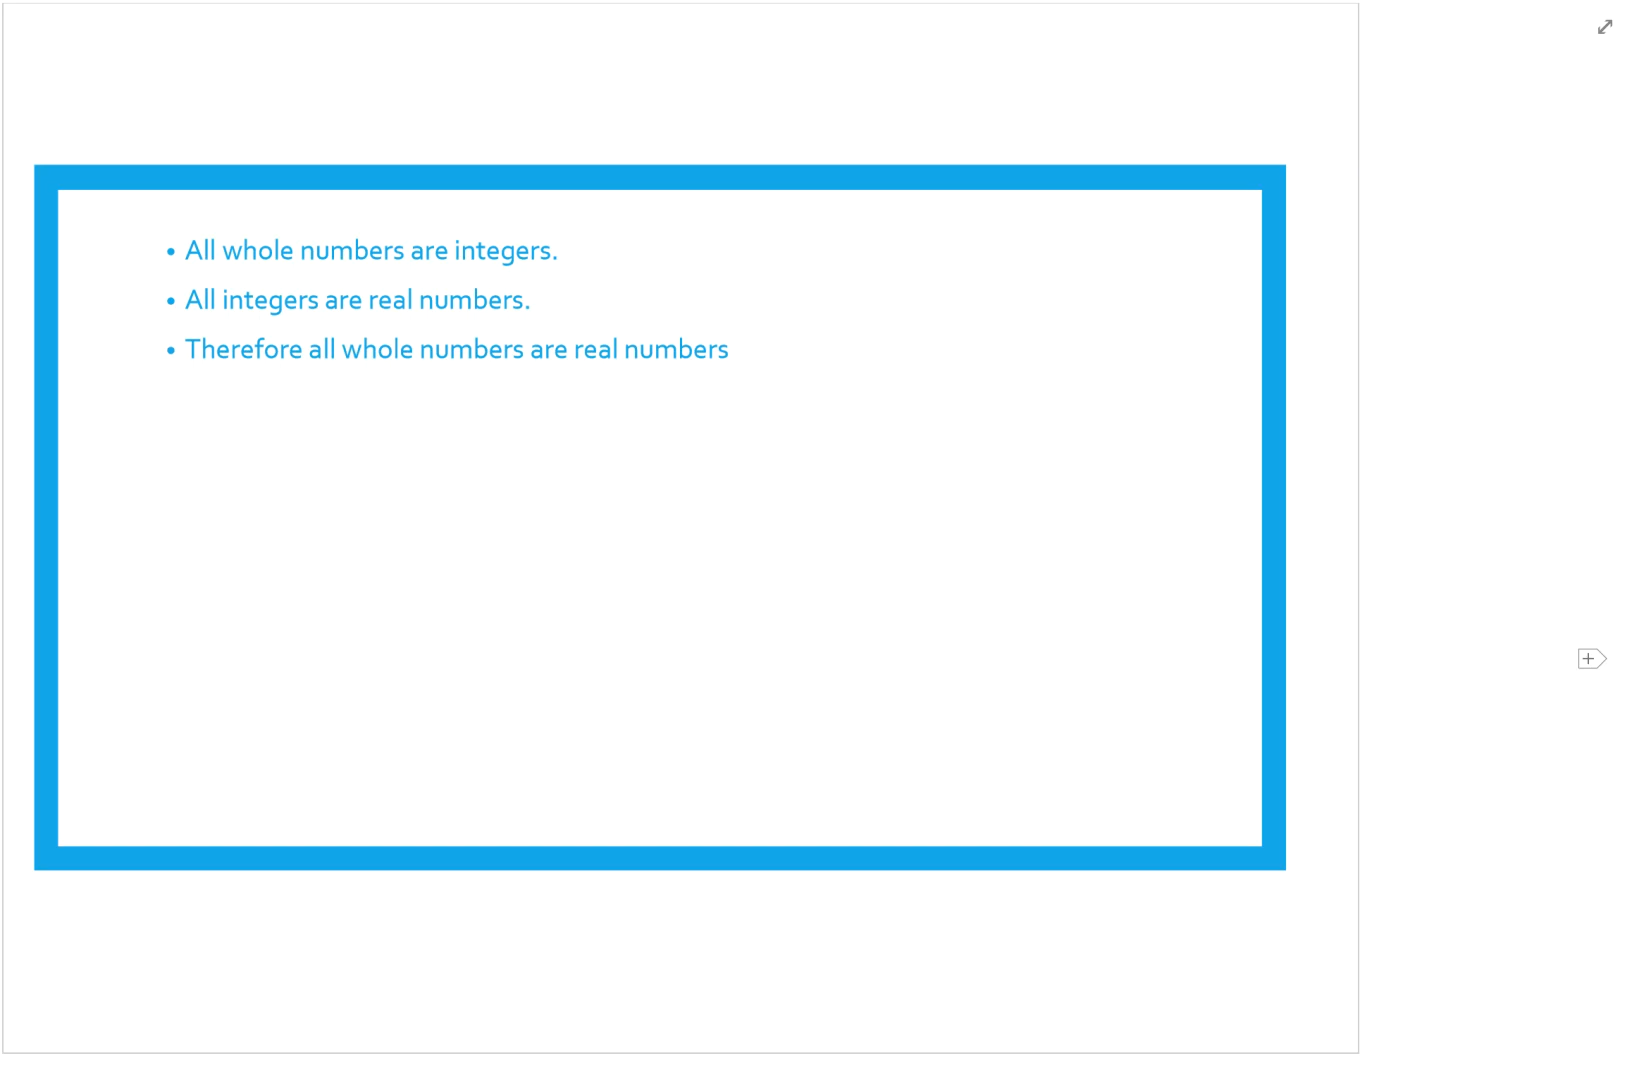 • All whole numbers are integers.
• All integers are real numbers.
• Therefore all whole numbers are real numbers